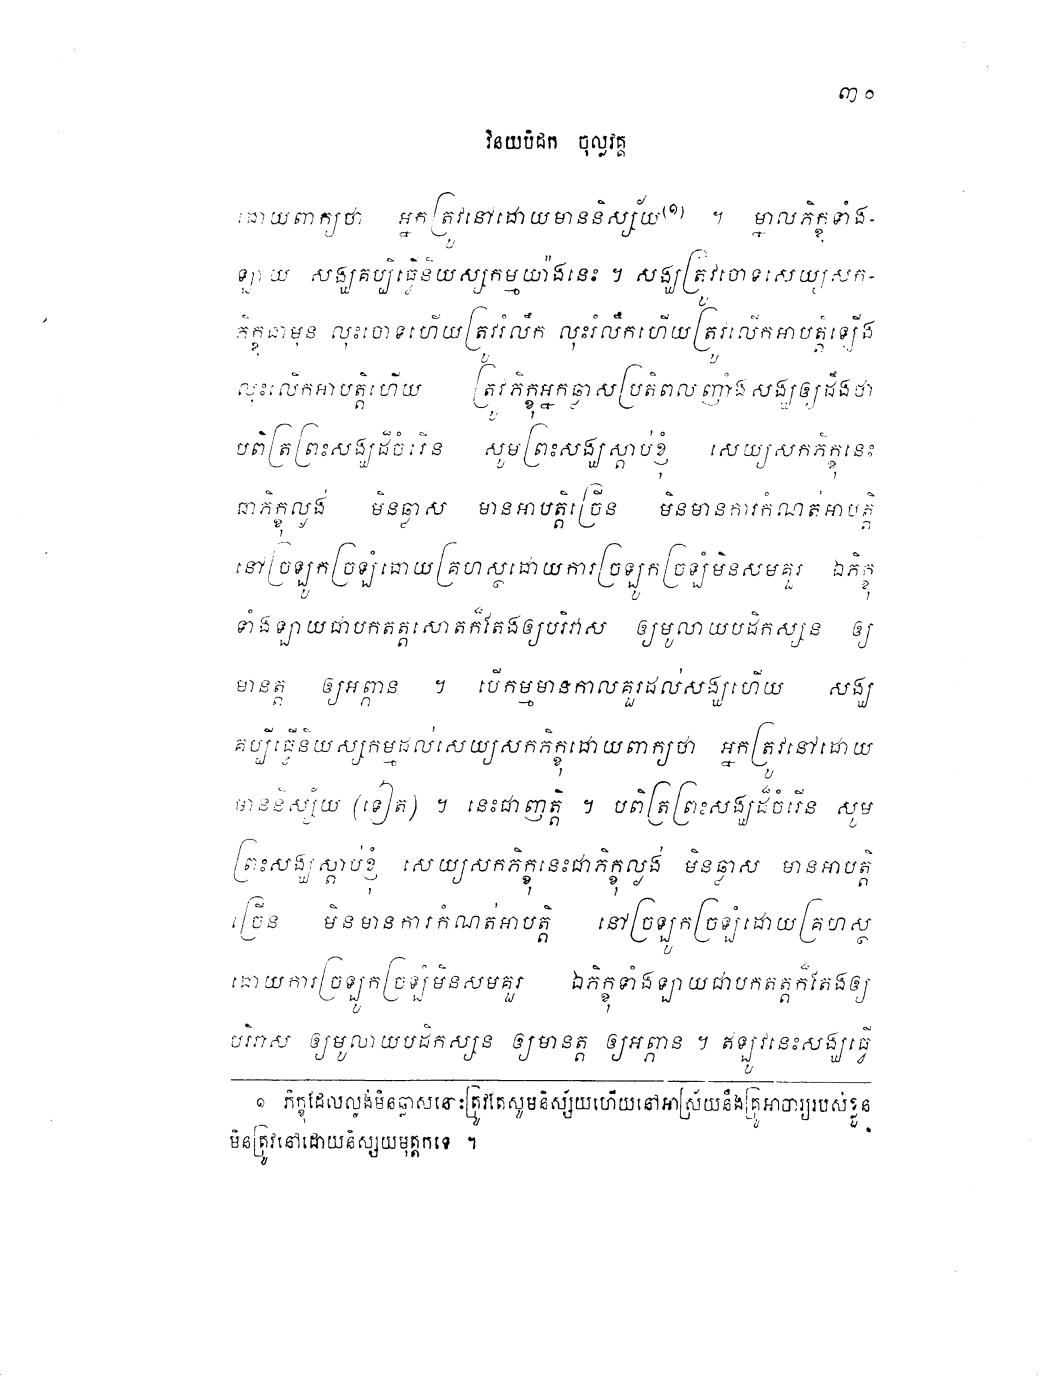 ៣០
វិនយបិដក ចុល្លវគ្គ
ដោយពាក្យថា អ្នកត្រូវនៅដោយមាននិស្ស័យ(១) ។ ម្នាលភិក្ខុទាំង-
ឡាយ សង្ឃគប្បីធ្វើនិយស្សកម្មយ៉ាងនេះ ។ សង្ឃត្រូវចោទសេយ្យសក-
ភិក្ខុជាមុន លុះចោទហើយត្រូវរំលឹក លុះរំលឹកហើយត្រូវលើកអាបត្តិឡើង
លុះលើកអាបត្តិហើយ ត្រូវភិក្ខុអ្នកឆ្លាសប្រតិពលញ៉ាំងសង្ឃឲ្យដឹងថា
បពិត្រព្រះសង្ឃដ៏ចំរើន សូមព្រះសង្ឃស្តាប់ខ្ញុំ សេយ្យសកភិក្ខុនេះ
ជាភិក្ខុល្ងង់ មិនឆ្លាស មានអាបត្តិច្រើន មិនមានការកំណត់អាបត្តិ
នៅច្រឡូកច្រឡំដោយគ្រហស្ថដោយការច្រឡូកច្រឡំមិនសមគួរ ឯភិក្ខុ
ទាំងឡាយជាបកតត្តសោតក៏តែងឲ្យបរិវាស ឲ្យមូលាយបដិកស្សន ឲ្យ
មានត្ត ឲ្យអព្ភាន ។ បើកម្មមានកាលគួរដល់សង្ឃហើយ សង្ឃ
គប្បីធ្វើនិយស្សកម្មដល់សេយ្យសកភិក្ខុដោយពាក្យថា អ្នកត្រូវនៅដោយ
មាននិស្ស័យ (ទៀត) ។ នេះជាញត្តិ ។ បពិត្រព្រះសង្ឃដ៏ចំរើន សូម
ព្រះសង្ឃស្តាប់ខ្ញុំ សេយ្យសកភិក្ខុនេះជាភិក្ខុល្ងង់ មិនឆ្លាស មានអាបត្តិ
ច្រើន មិនមានការកំណត់អាបត្តិ នៅច្រឡូកច្រឡំដោយគ្រហស្ថ
ដោយការច្រឡូកច្រឡំមិនសមគួរ ឯភិក្ខុទាំងឡាយជាបកតត្តក៏តែងឲ្យ
បរិវាស ឲ្យមូលាយបដិកស្សន ឲ្យមានត្ត ឲ្យអព្ភាន ។ ឥឡូវនេះសង្ឃធ្វើ
១ ភិក្ខុដែលល្ងង់មិនឆ្លាសនោះត្រូវតែសូមនិស្ស័យហើយនៅអាស្រ័យនឹងគ្រូអាចារ្យរបស់ខ្លួន
មិនត្រូវនៅដោយនិស្សយមុត្តកទេ ។